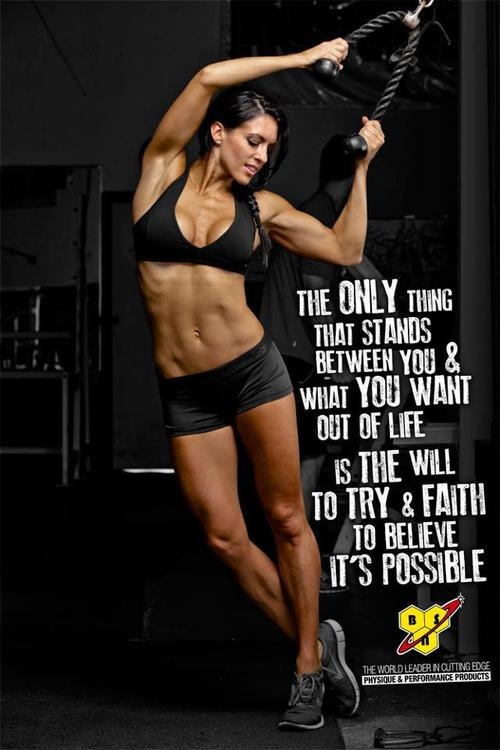 THE ONLY THING
THAT STANDS
BETWEEN YOU &
WHAT YOU WANT
OUT OF LIFE
IS THE WILL
TO TRY & FAITH
TO BELIEVE
IT'S POSSIBLE
B S
N
THE WORLD LEADER IN CUTTING EDGE
PHYSIQUE & PERFORMANCE PRODUCTS